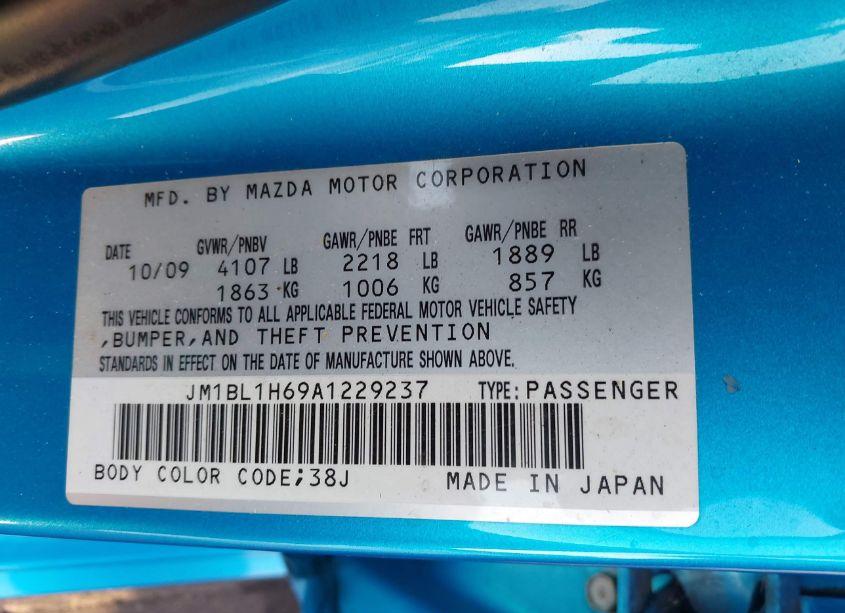 MFD. BY MAZDA MOTOR CORPORATION
DATE GVWR/PNBV GAWR/PNBE FRT GAWR/PNBE RR
10/09 4107 LB 2218 LB 1889 LB
1863 KG 1006 KG 857 KG
THIS VEHICLE CONFORMS TO ALL APPLICABLE FEDERAL MOTOR VEHICLE SAFETY
,BUMPER,AND THEFT PREVENTION
STANDARDS IN EFFECT ON THE DATE OF MANUFACTURE SHOWN ABOVE.
JM1BL1H69A1229237 TYPE:PASSENGER
BODY COLOR CODE;38J MADE IN JAPAN